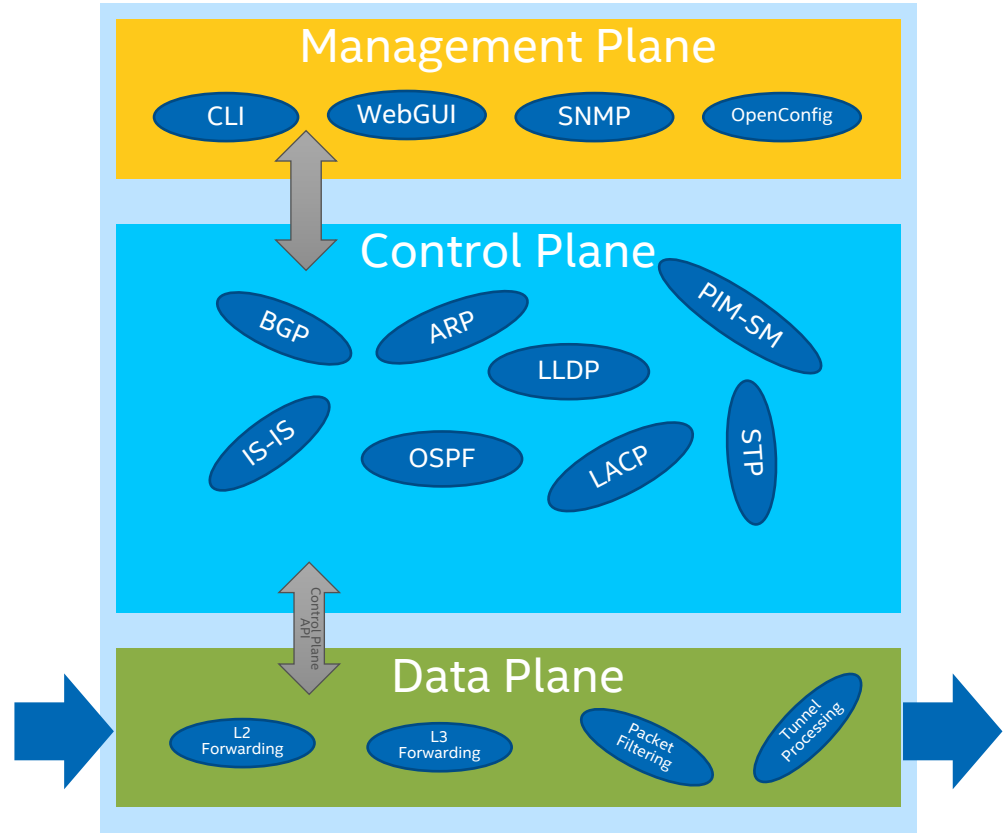 Management Plane
CLI
WebGUI
SNMP
OpenConfig
Control Plane
BGP
ARP
PIM-SM
LLDP
IS-IS
OSPF
LACP
STP
Control Plane
API
Data Plane
L2
Forwarding
L3
Forwarding
Packet
Filtering
Tunnel
Processing